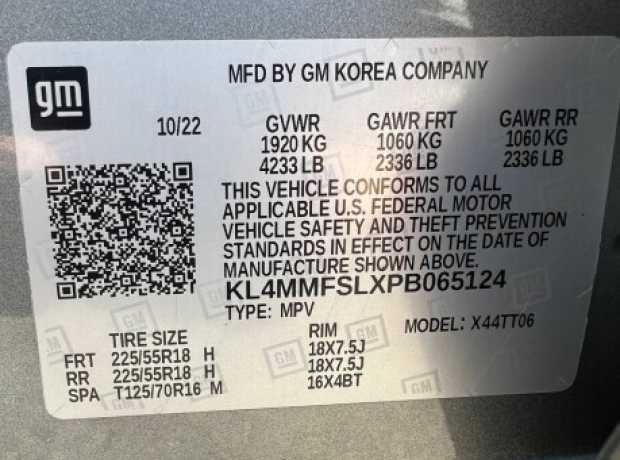 gm
MFD BY GM KOREA COMPANY
10/22 GVWR GAWR FRT GAWR RR
1920 KG 1060 KG 1060 KG
4233 LB 2336 LB 2336 LB
THIS VEHICLE CONFORMS TO ALL
APPLICABLE U.S. FEDERAL MOTOR
VEHICLE SAFETY AND THEFT PREVENTION
STANDARDS IN EFFECT ON THE DATE OF
MANUFACTURE SHOWN ABOVE.
KL4MMFSLXPB065124
TYPE: MPV MODEL: X44TT06
TIRE SIZE RIM
FRT 225/55R18 H 18X7.5J
RR 225/55R18 H 18X7.5J
SPA T125/70R16 M 16X4BT